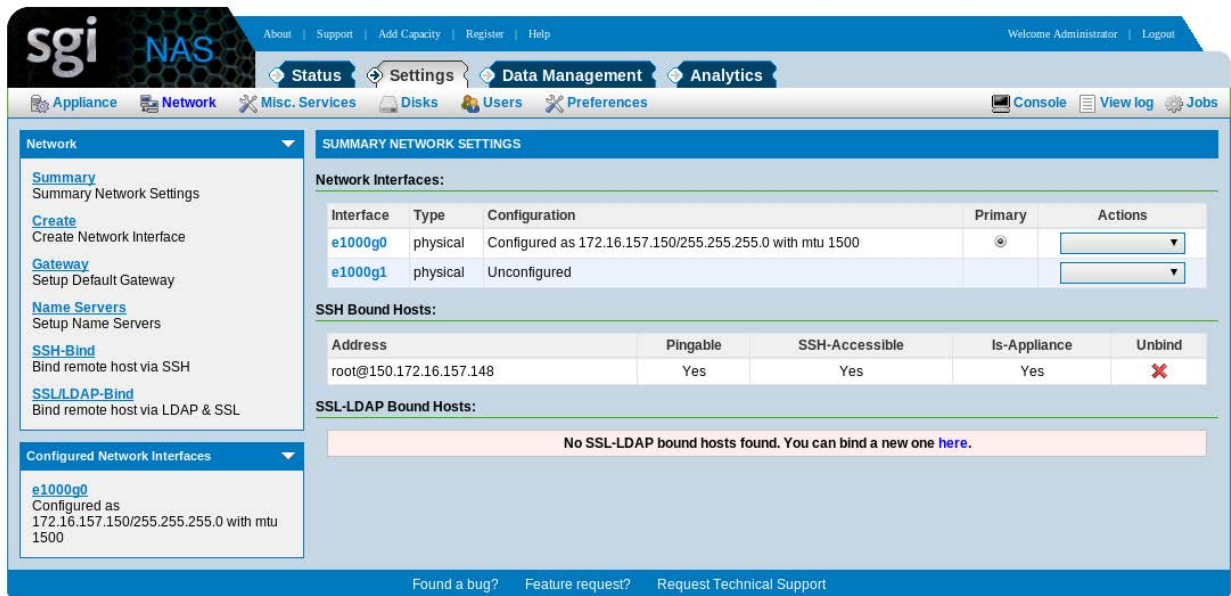 sgi NAS
About | Support | Add Capacity | Register | Help
Welcome Administrator | Logout
Status Settings Data Management Analytics
Appliance Network Misc. Services Disks Users Preferences
Console View log Jobs
Network
Summary
Summary Network Settings
Create
Create Network Interface
Gateway
Setup Default Gateway
Name Servers
Setup Name Servers
SSH-Bind
Bind remote host via SSH
SSL/LDAP-Bind
Bind remote host via LDAP & SSL
Configured Network Interfaces
e1000g0
Configured as
172.16.157.150/255.255.255.0 with mtu
1500
SUMMARY NETWORK SETTINGS
Network Interfaces:
Interface Type Configuration Primary Actions
e1000g0 physical Configured as 172.16.157.150/255.255.255.0 with mtu 1500
e1000g1 physical Unconfigured
SSH Bound Hosts:
Address Pingable SSH-Accessible Is-Appliance Unbind
root@150.172.16.157.148 Yes Yes Yes
SSL-LDAP Bound Hosts:
No SSL-LDAP bound hosts found. You can bind a new one here.
Found a bug? Feature request? Request Technical Support